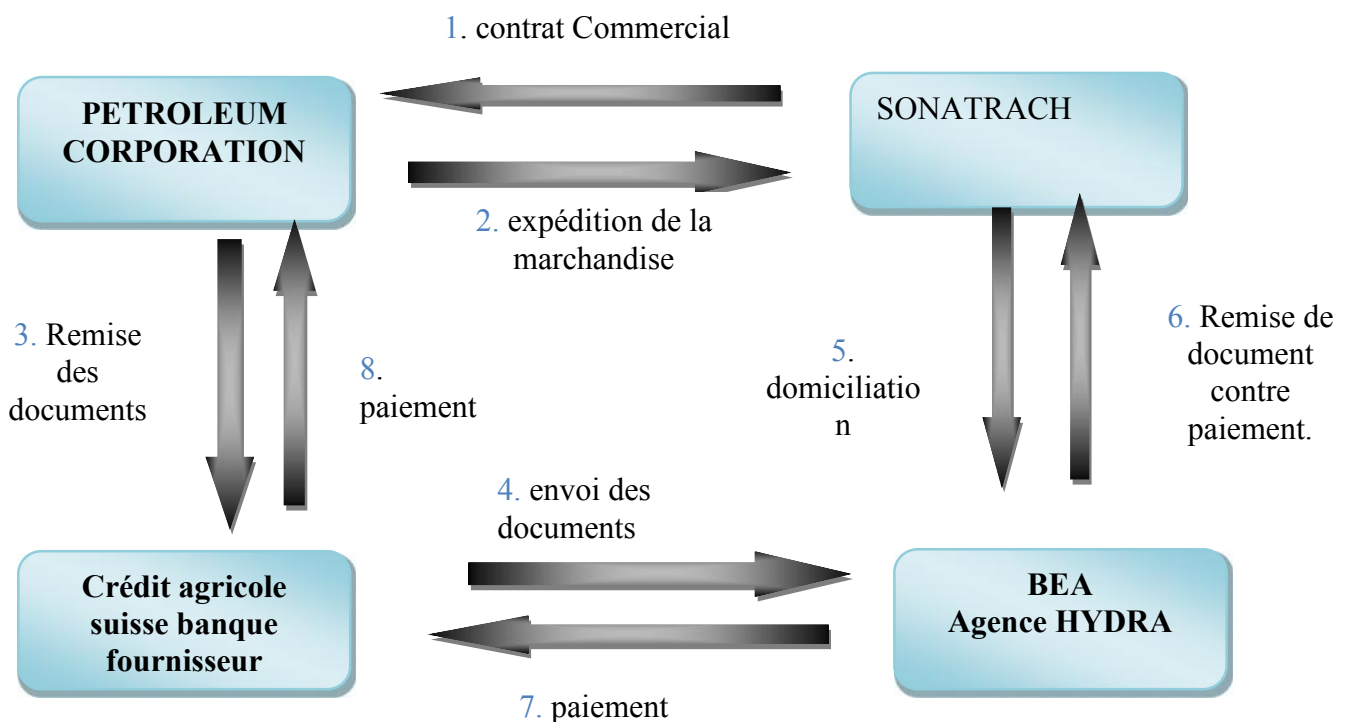 1. contrat Commercial
PETROLEUM
CORPORATION
SONATRACH
2. expédition de la
marchandise
3. Remise
des
documents
8.
paiement
5.
domiciliatio
n
6. Remise de
document
contre
paiement.
4. envoi des
documents
Crédit agricole
suisse banque
fournisseur
BEA
Agence HYDRA
7. paiement